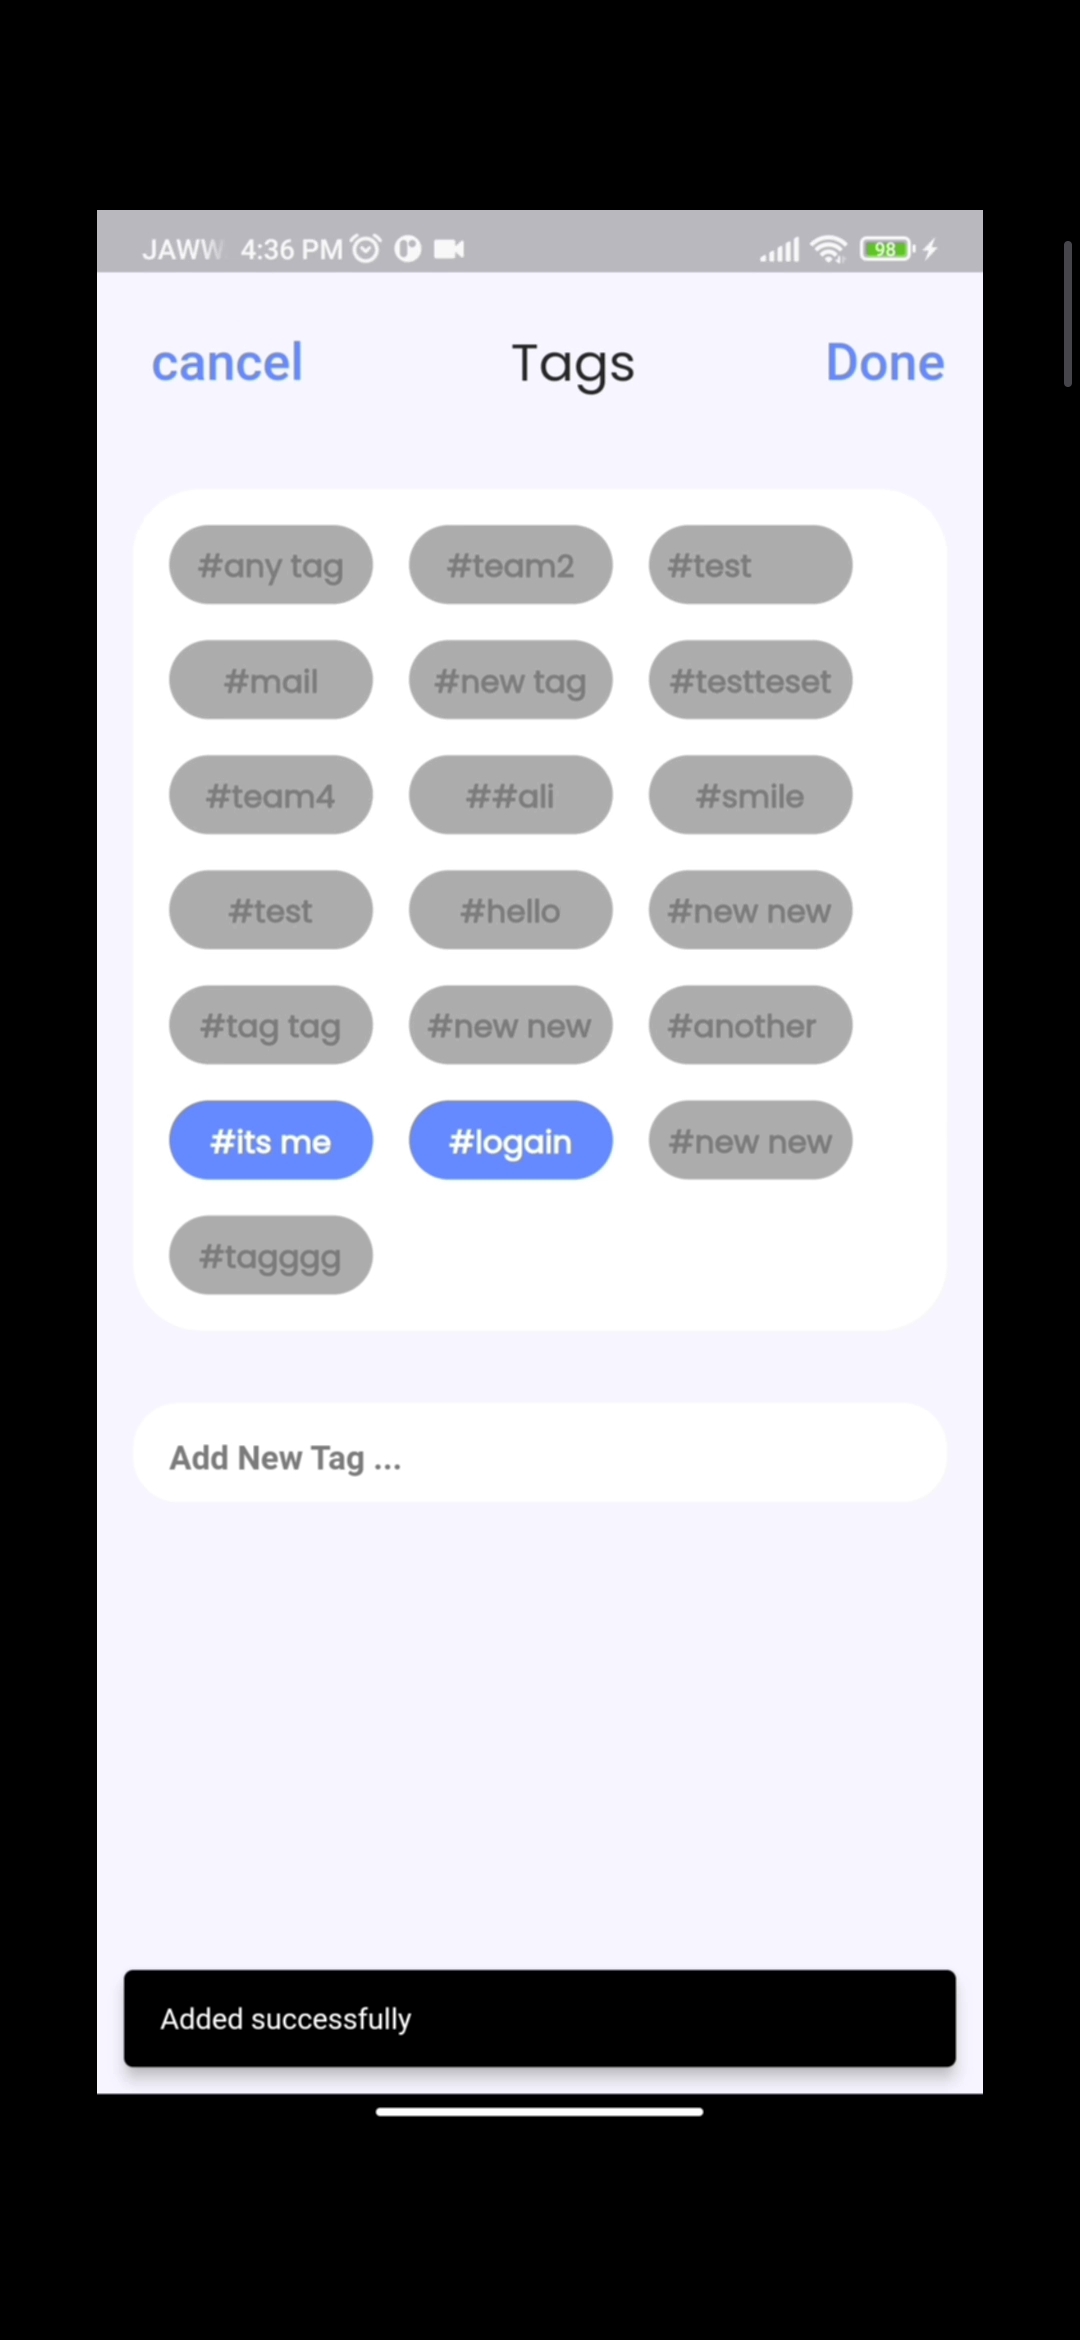 JAWW 4:36 PM 98
cancel Tags Done
#any tag #team2 #test
#mail #new tag #testteset
#team4 ##ali #smile
#test #hello #new new
#tag tag #new new #another
#its me #logain #new new
#tagggg
Add New Tag ...
Added successfully